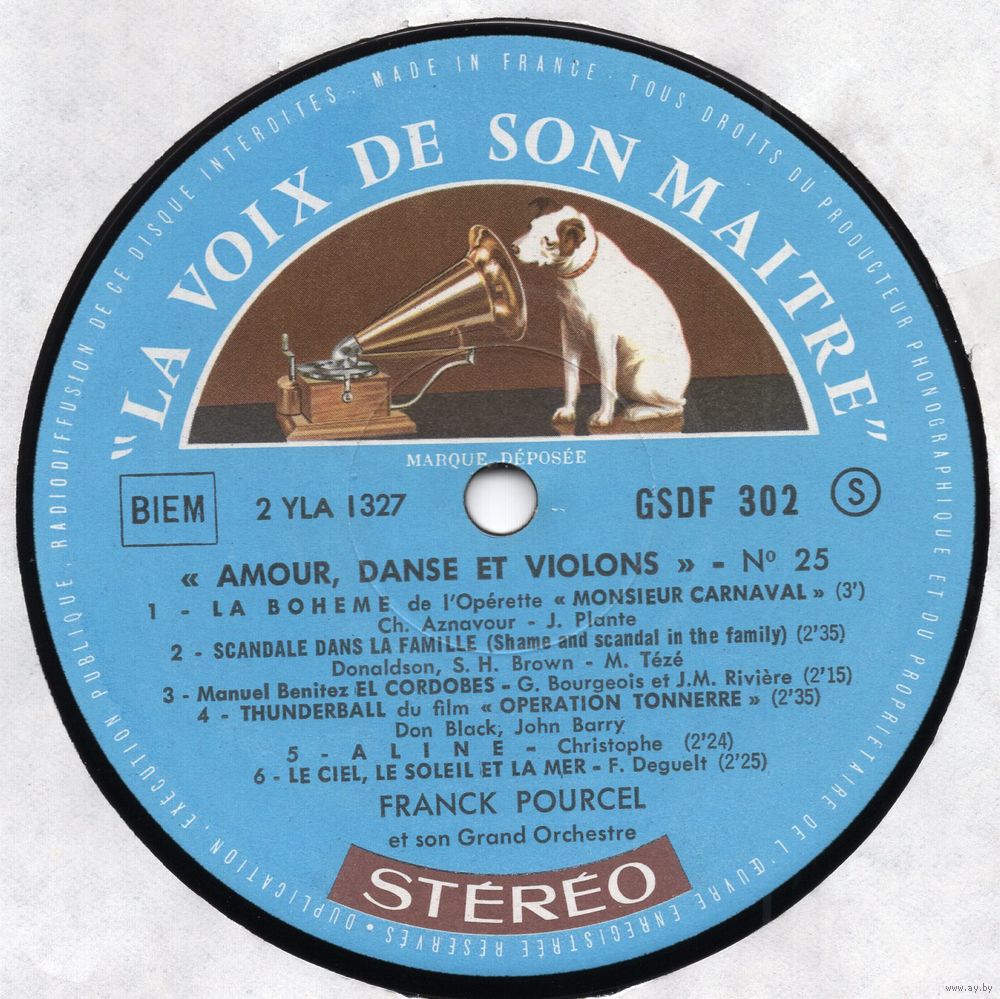 DUPLICATION, EXÉCUTION PUBLIQUE, RADIODIFFUSION DE CE DISQUE INTERDITES. MADE IN FRANCE · TOUS DROITS DU PRODUCTEUR PHONOGRAPHIQUE ET DU PROPRIÉTAIRE DE L'ŒUVRE ENREGISTRÉE RÉSERVÉS •
"LA VOIX DE SON MAITRE"
MARQUE DÉPOSÉE
BIEM 2 YLA 1327 GSDF 302 S
« AMOUR, DANSE ET VIOLONS » - Nº 25
1 - LA BOHEME de l'Opérette « MONSIEUR CARNAVAL » (3')
Ch. Aznavour - J. Plante
2 - SCANDALE DANS LA FAMILLE (Shame and scandal in the family) (2'35)
Donaldson, S. H. Brown - M. Tézé
3 - Manuel Benitez EL CORDOBES - G. Bourgeois et J.M. Rivière (2'15)
4 - THUNDERBALL du film « OPERATION TONNERRE » (2'35)
Don Black, John Barry
5 - ALINE - Christophe (2'24)
6 - LE CIEL, LE SOLEIL ET LA MER - F. Deguelt (2'25)
FRANCK POURCEL
et son Grand Orchestre
STÉRÉO
www.ay.by